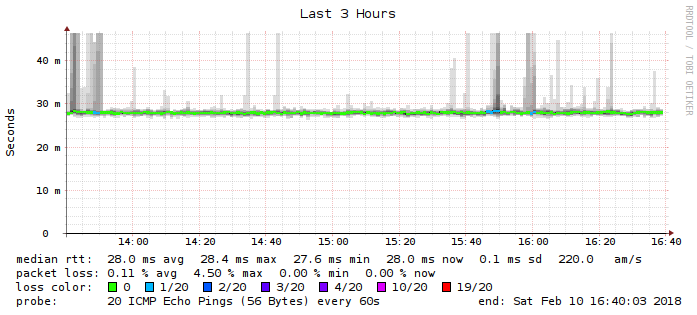 Last 3 Hours
RRDTOOL / TOBI OETIKER
Seconds
40 m
30 m
20 m
10 m
0
14:00 14:20 14:40 15:00 15:20 15:40 16:00 16:20 16:40
median rtt: 28.0 ms avg 28.4 ms max 27.6 ms min 28.0 ms now 0.1 ms sd 220.0 am/s
packet loss: 0.11 % avg 4.50 % max 0.00 % min 0.00 % now
loss color: 0 1/20 2/20 3/20 4/20 10/20 19/20
probe: 20 ICMP Echo Pings (56 Bytes) every 60s end: Sat Feb 10 16:40:03 2018